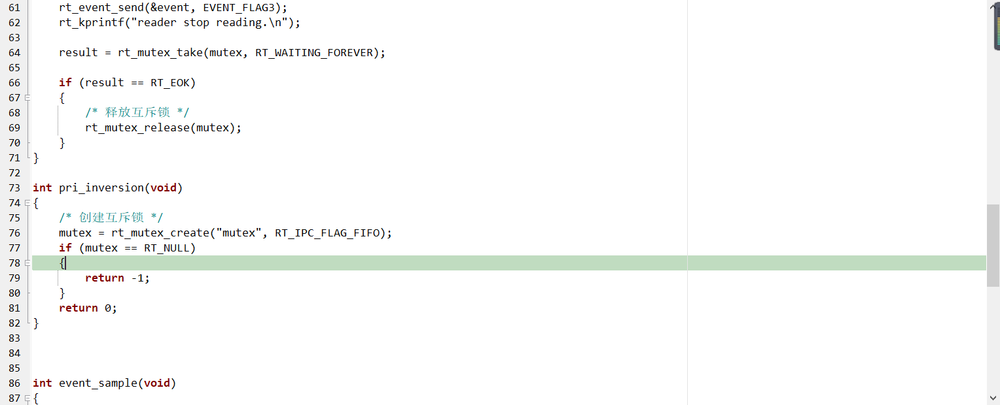 61 rt_event_send(&event, EVENT_FLAG3);
62 rt_kprintf("reader stop reading.\n");
63
64 result = rt_mutex_take(mutex, RT_WAITING_FOREVER);
65
66 if (result == RT_EOK)
67 {
68 /* 释放互斥锁 */
69 rt_mutex_release(mutex);
70 }
71 }
72
73 int pri_inversion(void)
74 {
75 /* 创建互斥锁 */
76 mutex = rt_mutex_create("mutex", RT_IPC_FLAG_FIFO);
77 if (mutex == RT_NULL)
78 {
79 return -1;
80 }
81 return 0;
82 }
83
84
85
86 int event_sample(void)
87 {